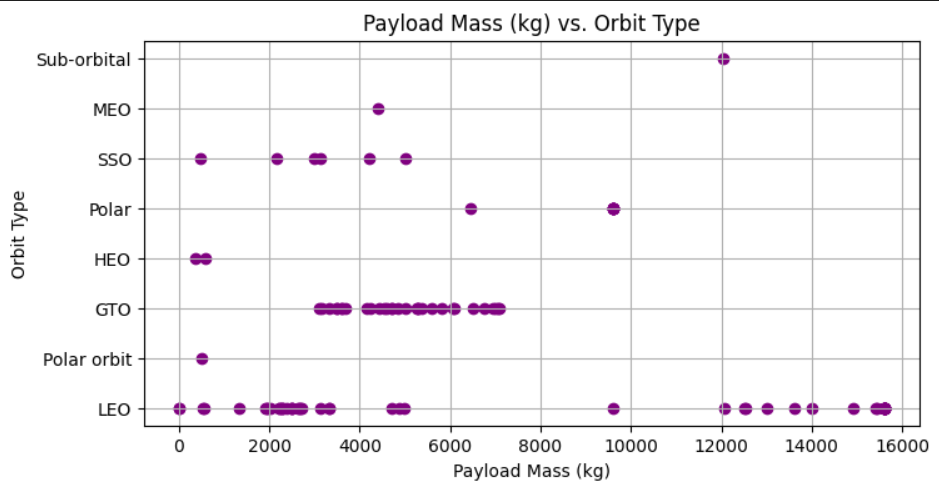 Payload Mass (kg) vs. Orbit Type
Orbit Type
Sub-orbital
MEO
SSO
Polar
HEO
GTO
Polar orbit
LEO
0 2000 4000 6000 8000 10000 12000 14000 16000
Payload Mass (kg)